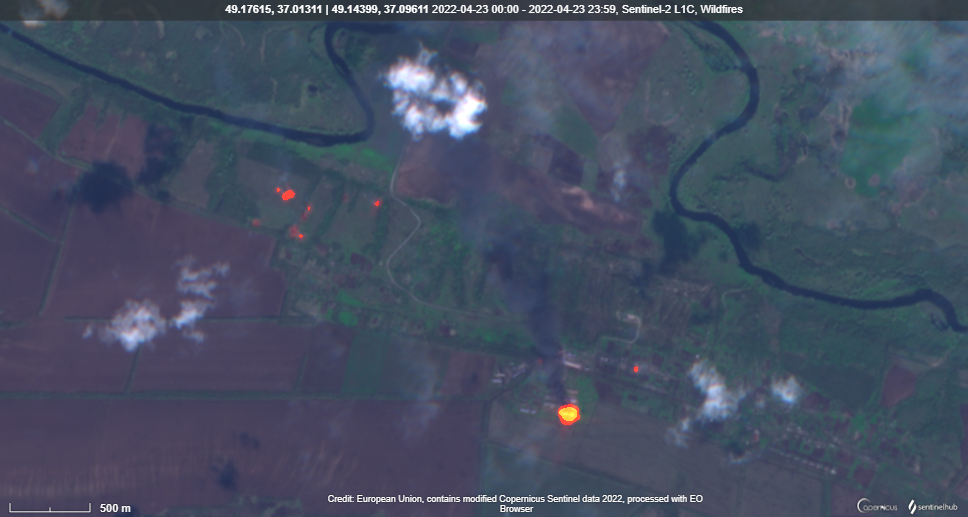 49.17615, 37.01311 | 49.14399, 37.09611 2022-04-23 00:00 - 2022-04-23 23:59, Sentinel-2 L1C, Wildfires
500 m
Credit: European Union, contains modified Copernicus Sentinel data 2022, processed with EO
Browser
opernicus
sentinelhub